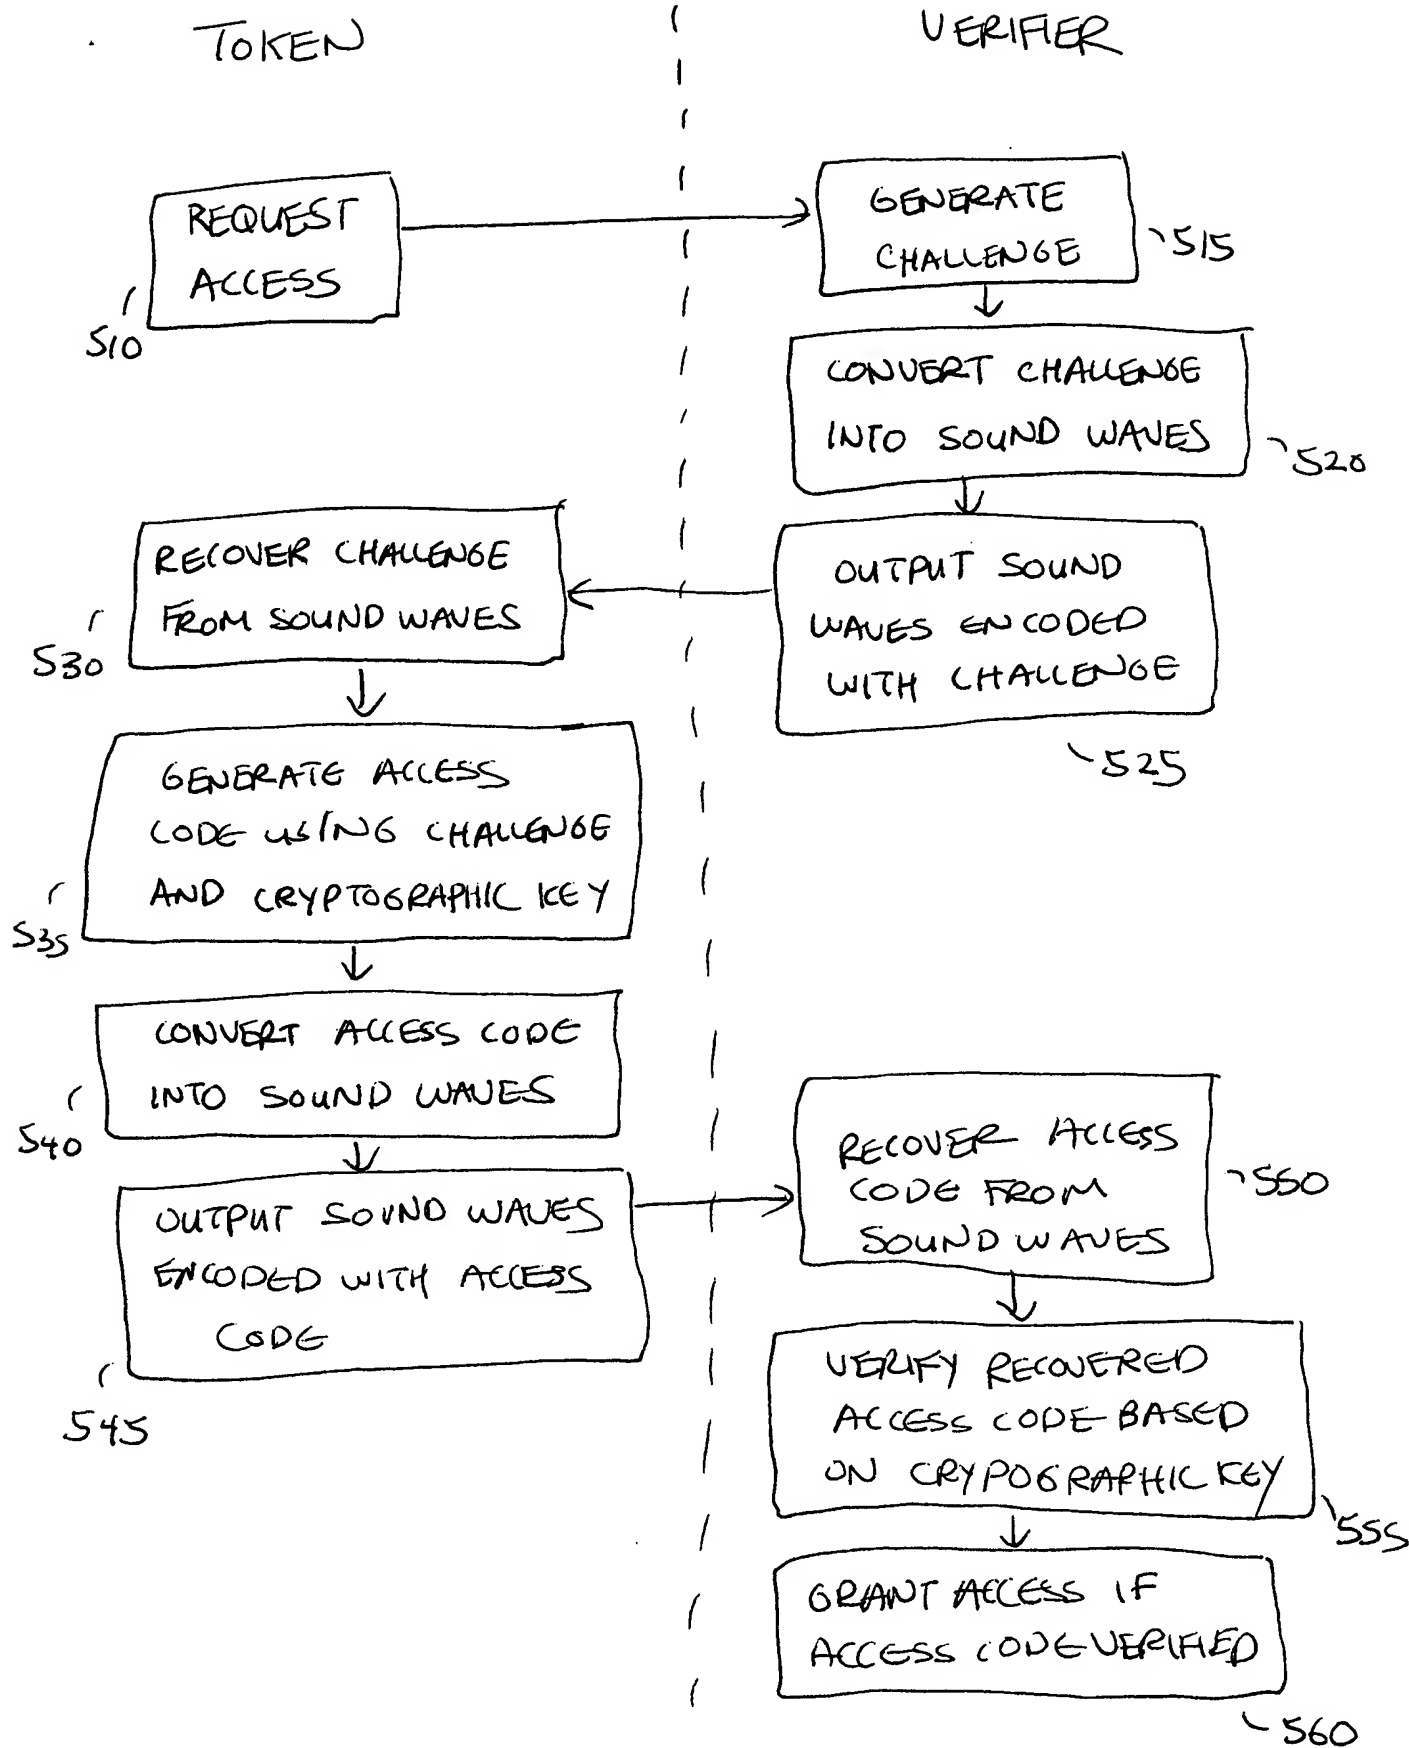 TOKEN
VERIFIER
REQUEST
ACCESS
510
GENERATE
CHALLENGE
515
CONVERT CHALLENGE
INTO SOUND WAVES
520
OUTPUT SOUND
WAVES ENCODED
WITH CHALLENGE
525
RECOVER CHALLENGE
FROM SOUND WAVES
530
GENERATE ACCESS
CODE USING CHALLENGE
AND CRYPTOGRAPHIC KEY
535
CONVERT ACCESS CODE
INTO SOUND WAVES
540
OUTPUT SOUND WAVES
ENCODED WITH ACCESS
CODE
545
RECOVER ACCESS
CODE FROM
SOUND WAVES
550
VERIFY RECOVERED
ACCESS CODE BASED
ON CRYPOGRAPHIC KEY
555
GRANT ACCESS IF
ACCESS CODE VERIFIED
560